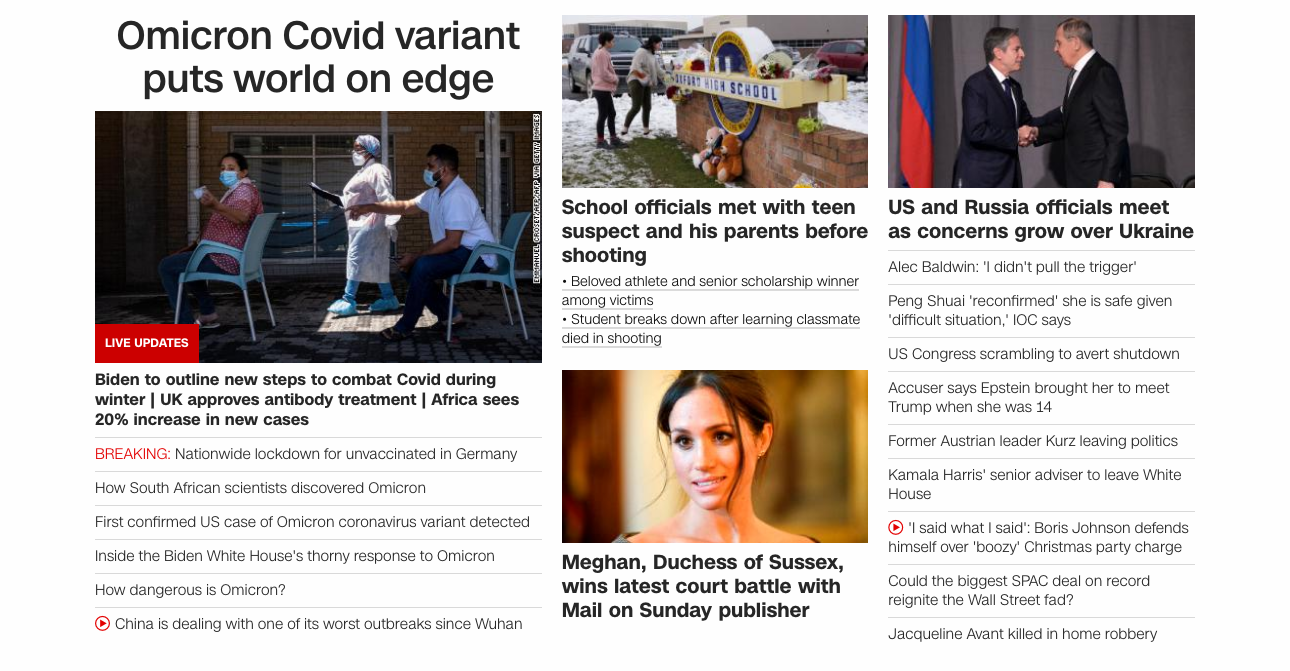 Omicron Covid variant
puts world on edge
EMMANUEL CROSET/AFP/AFP VIA GETTY IMAGES
LIVE UPDATES
Biden to outline new steps to combat Covid during
winter | UK approves antibody treatment | Africa sees
20% increase in new cases
BREAKING: Nationwide lockdown for unvaccinated in Germany
How South African scientists discovered Omicron
First confirmed US case of Omicron coronavirus variant detected
Inside the Biden White House's thorny response to Omicron
How dangerous is Omicron?
China is dealing with one of its worst outbreaks since Wuhan
OXFORD HIGH SCHOOL
School officials met with teen
suspect and his parents before
shooting
• Beloved athlete and senior scholarship winner
among victims
• Student breaks down after learning classmate
died in shooting
Meghan, Duchess of Sussex,
wins latest court battle with
Mail on Sunday publisher
US and Russia officials meet
as concerns grow over Ukraine
Alec Baldwin: 'I didn't pull the trigger'
Peng Shuai 'reconfirmed' she is safe given
'difficult situation,' IOC says
US Congress scrambling to avert shutdown
Accuser says Epstein brought her to meet
Trump when she was 14
Former Austrian leader Kurz leaving politics
Kamala Harris' senior adviser to leave White
House
'I said what I said': Boris Johnson defends
himself over 'boozy' Christmas party charge
Could the biggest SPAC deal on record
reignite the Wall Street fad?
Jacqueline Avant killed in home robbery